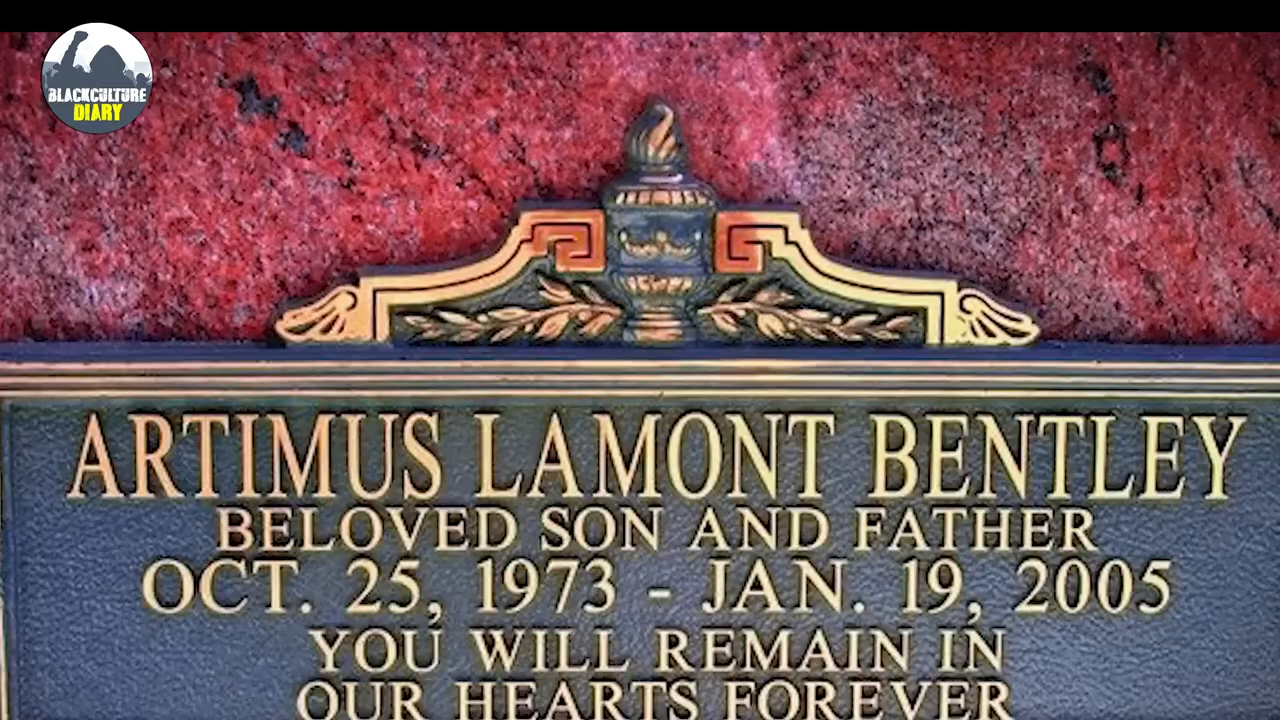 BLACKCULTURE
DIARY
ARTIMUS LAMONT BENTLEY
BELOVED SON AND FATHER
OCT. 25, 1973 - JAN. 19, 2005
YOU WILL REMAIN IN
OUR HEARTS FOREVER